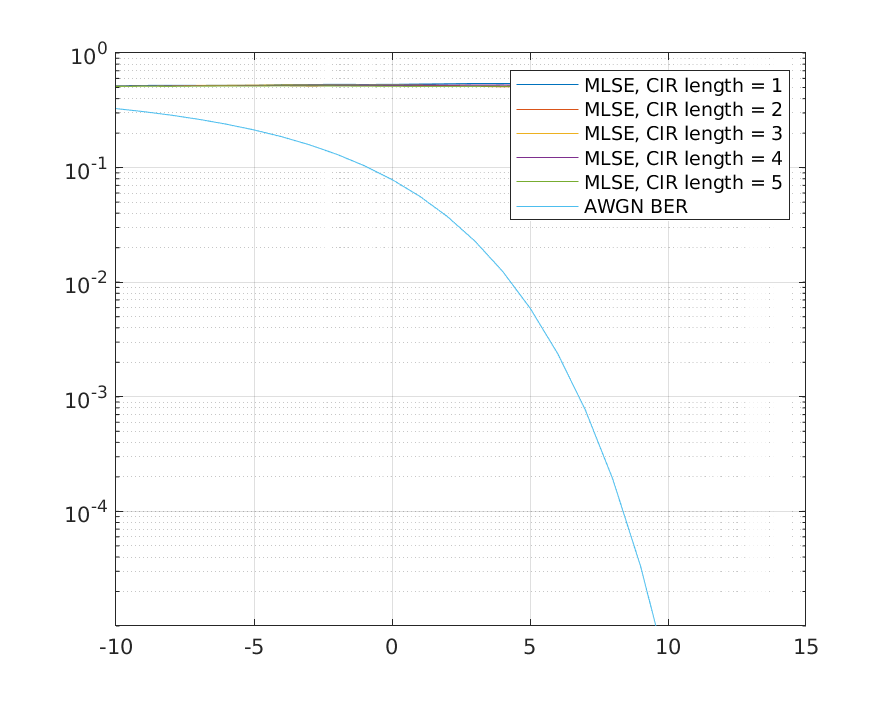 10^0
MLSE, CIR length = 1
MLSE, CIR length = 2
MLSE, CIR length = 3
MLSE, CIR length = 4
MLSE, CIR length = 5
AWGN BER
10^-1
10^-2
10^-3
10^-4
-10 -5 0 5 10 15